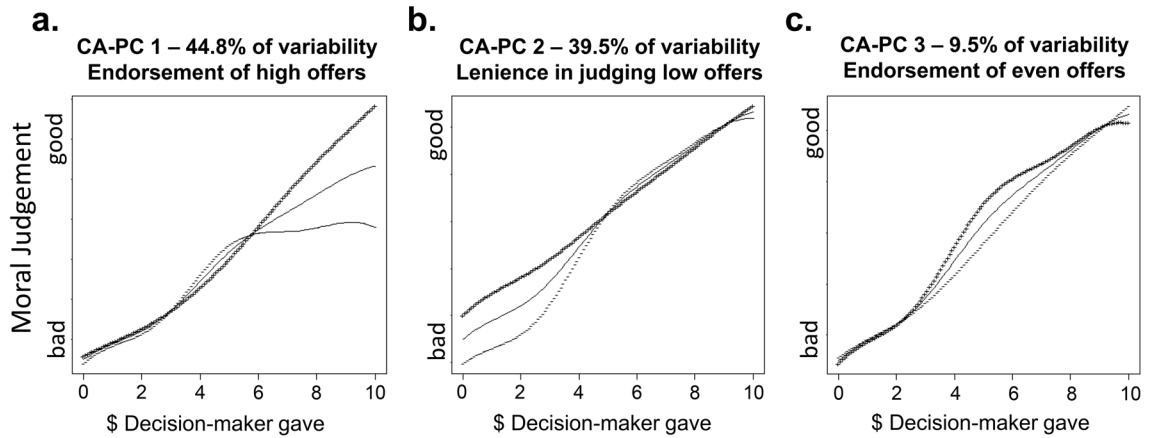 a.
CA-PC 1 – 44.8% of variability
Endorsement of high offers
Moral Judgement
good
bad
0 2 4 6 8 10
$ Decision-maker gave
b.
CA-PC 2 – 39.5% of variability
Lenience in judging low offers
good
bad
0 2 4 6 8 10
$ Decision-maker gave
c.
CA-PC 3 – 9.5% of variability
Endorsement of even offers
good
bad
0 2 4 6 8 10
$ Decision-maker gave